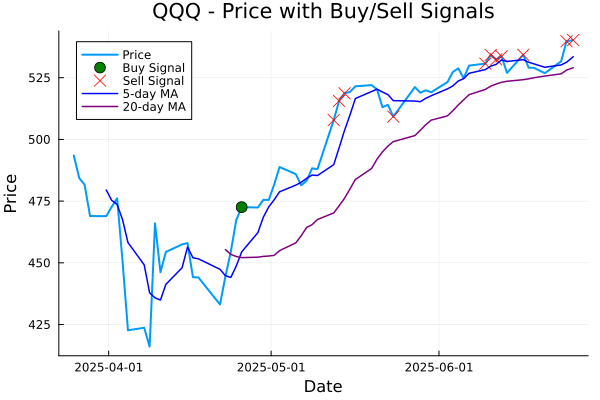 QQQ - Price with Buy/Sell Signals
Price
Buy Signal
Sell Signal
5-day MA
20-day MA
525
500
475
450
425
Price
2025-04-01
2025-05-01
2025-06-01
Date